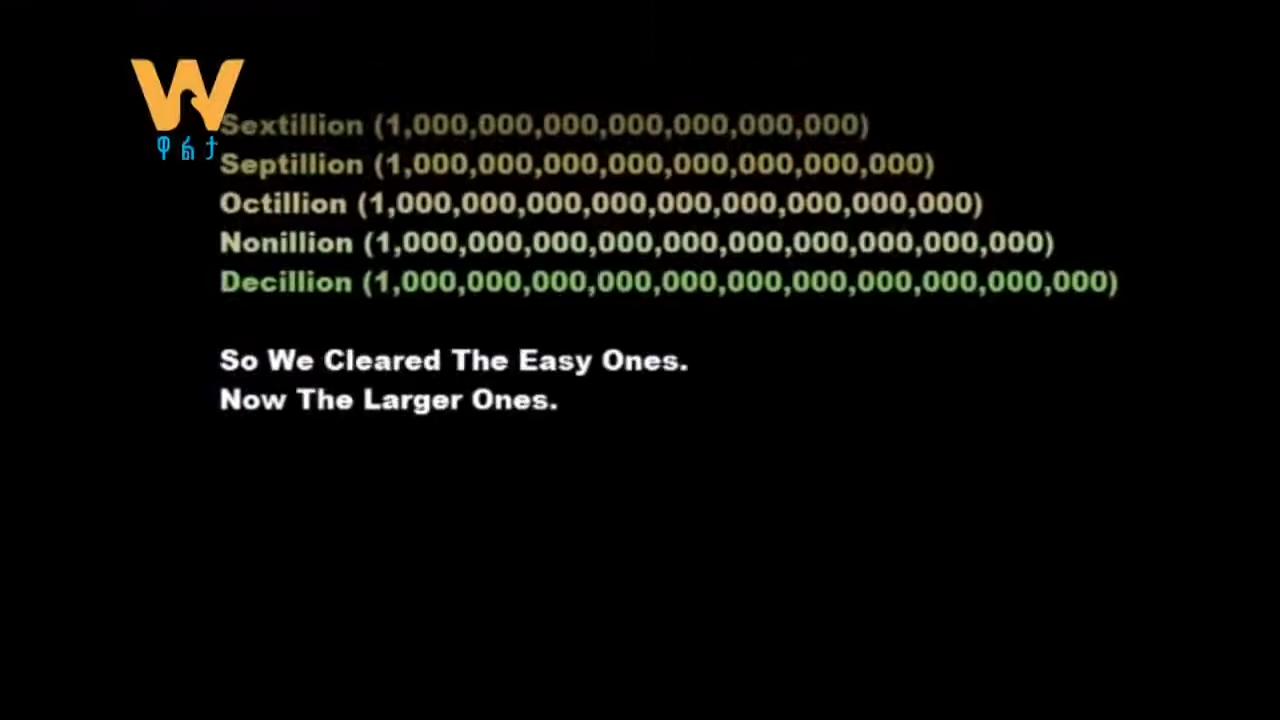 W
ዋልታ
Sextillion (1,000,000,000,000,000,000,000)
Septillion (1,000,000,000,000,000,000,000,000)
Octillion (1,000,000,000,000,000,000,000,000,000)
Nonillion (1,000,000,000,000,000,000,000,000,000,000)
Decillion (1,000,000,000,000,000,000,000,000,000,000,000)
So We Cleared The Easy Ones.
Now The Larger Ones.